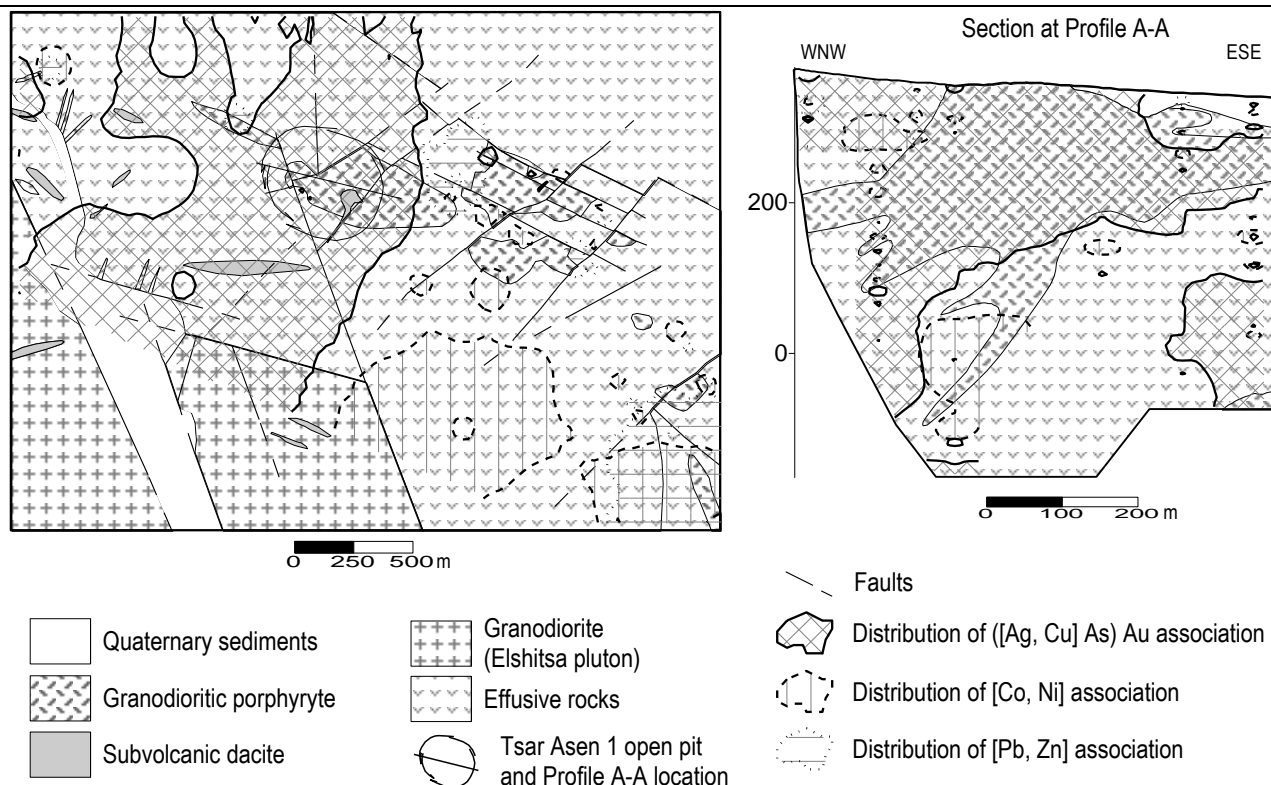 Section at Profile A-A
WNW
ESE
200
0
0 100 200 m
0 250 500 m
Quaternary sediments
Granodioritic porphyryte
Subvolcanic dacite
Granodiorite
(Elshitsa pluton)
Effusive rocks
Tsar Asen 1 open pit
and Profile A-A location
Faults
Distribution of ([Ag, Cu] As) Au association
Distribution of [Co, Ni] association
Distribution of [Pb, Zn] association